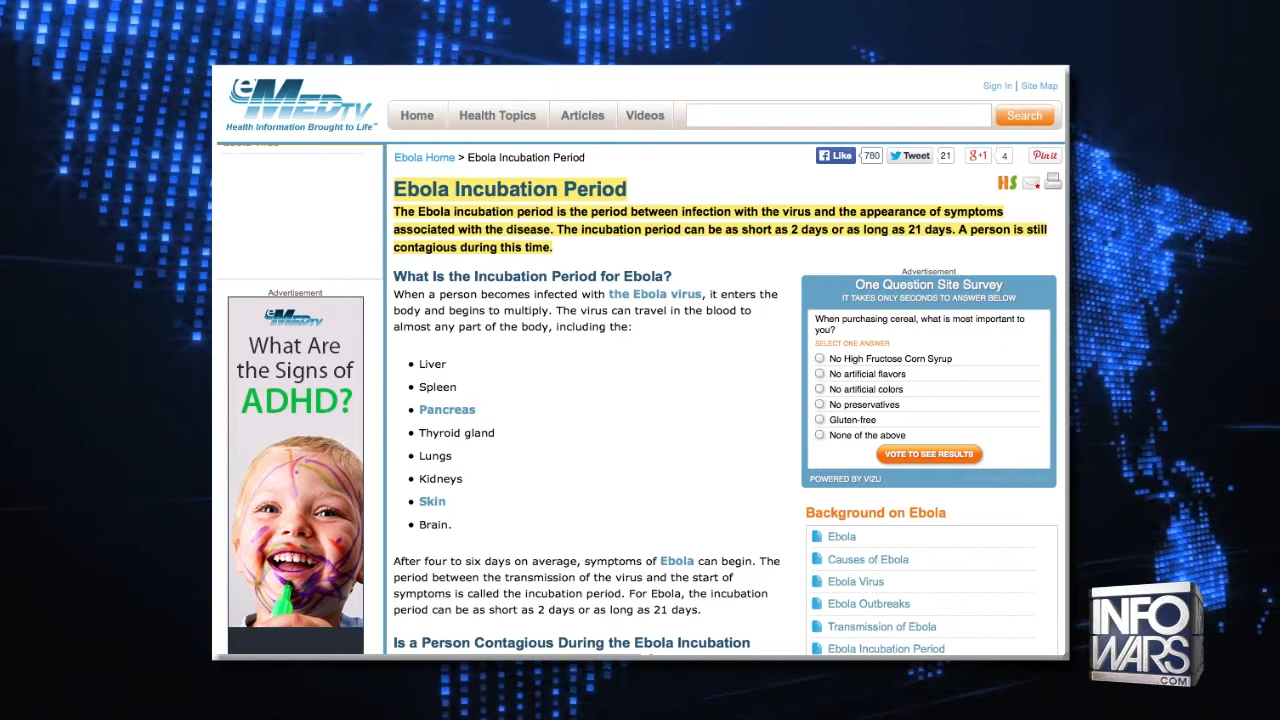 eMEDTV
Health Information Brought to Life™
Sign In | Site Map
Home
Health Topics
Articles
Videos
Search
Ebola Home > Ebola Incubation Period
Like
780
Tweet
21
g+1
4
Pin it
HS
Ebola Incubation Period
The Ebola incubation period is the period between infection with the virus and the appearance of symptoms
associated with the disease. The incubation period can be as short as 2 days or as long as 21 days. A person is still
contagious during this time.
What Is the Incubation Period for Ebola?
When a person becomes infected with the Ebola virus, it enters the
body and begins to multiply. The virus can travel in the blood to
almost any part of the body, including the:
• Liver
• Spleen
• Pancreas
• Thyroid gland
• Lungs
• Kidneys
• Skin
• Brain.
After four to six days on average, symptoms of Ebola can begin. The
period between the transmission of the virus and the start of
symptoms is called the incubation period. For Ebola, the incubation
period can be as short as 2 days or as long as 21 days.
Is a Person Contagious During the Ebola Incubation
Advertisement
eMEDTV
What Are
the Signs of
ADHD?
Advertisement
One Question Site Survey
IT TAKES ONLY SECONDS TO ANSWER BELOW
When purchasing cereal, what is most important to
you?
SELECT ONE ANSWER
No High Fructose Corn Syrup
No artificial flavors
No artificial colors
No preservatives
Gluten-free
None of the above
VOTE TO SEE RESULTS
POWERED BY VIZU
Background on Ebola
Ebola
Causes of Ebola
Ebola Virus
Ebola Outbreaks
Transmission of Ebola
Ebola Incubation Period
INFO
WARS
.COM